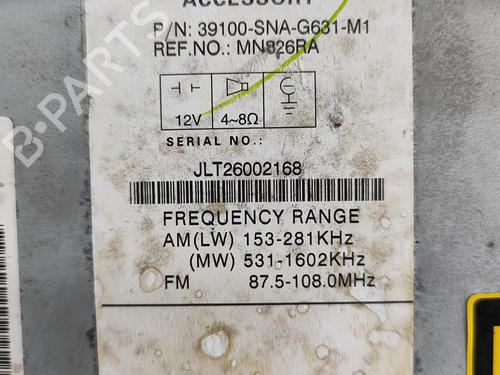 ACCESSORY
P/N: 39100-SNA-G631-M1
REF.NO.: MN826RA
12V 4~8Ω
SERIAL NO.:
JLT26002168
FREQUENCY RANGE
AM(LW) 153-281KHz
(MW) 531-1602KHz
FM 87.5-108.0MHz
B-PARTS